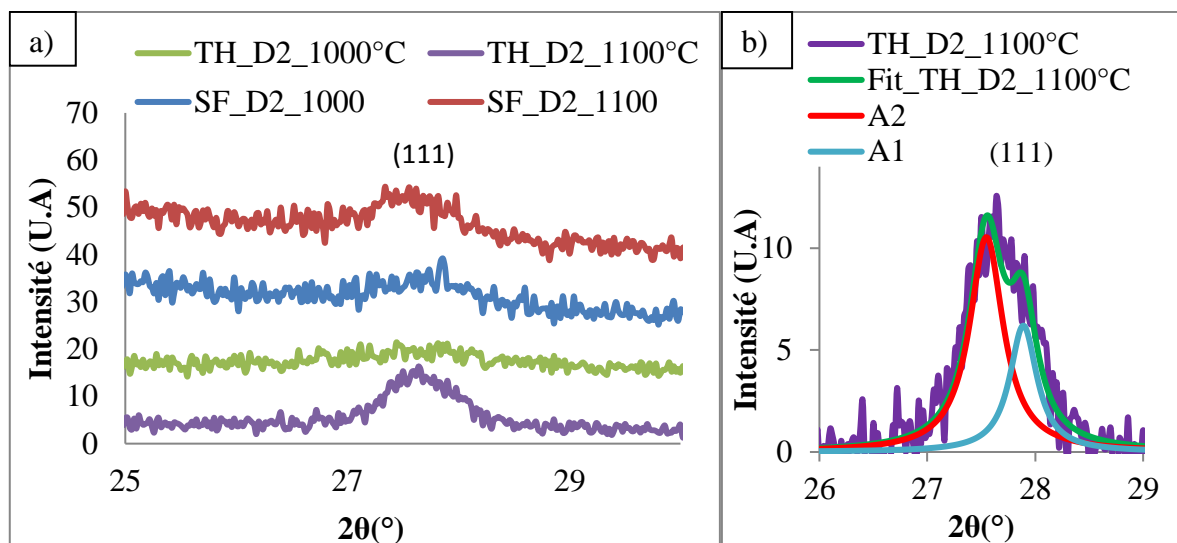 a)
TH_D2_1000°C TH_D2_1100°C
SF_D2_1000 SF_D2_1100
70
60
50
40
30
20
10
0
(111)
Intensité (U.A)
25 27 29
2θ(°)
b)
TH_D2_1100°C
Fit_TH_D2_1100°C
A2
A1
(111)
10
5
0
Intensité (U.A)
26 27 28 29
2θ(°)